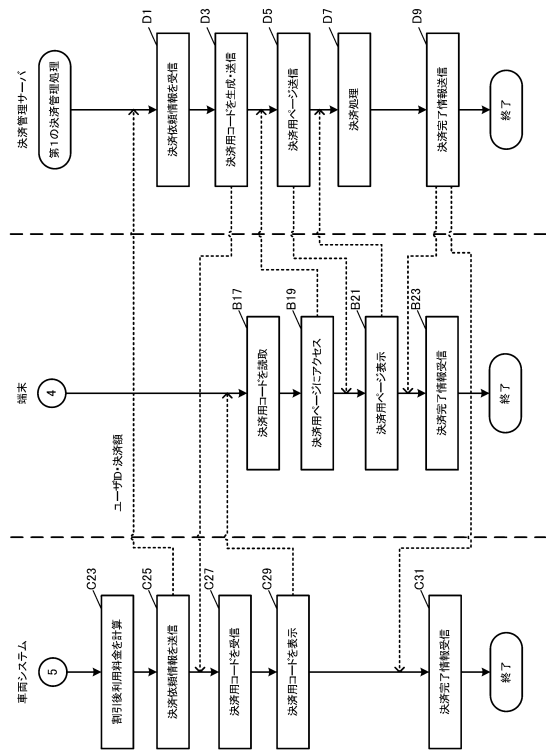 車両システム
5
割引後利用料金を計算
C23
決済依頼情報を送信
C25
決済用コードを受信
C27
決済用コードを表示
C29
決済完了情報受信
C31
終了
ユーザID・決済額
端末
4
決済用コードを読取
B17
決済用ページにアクセス
B19
決済用ページ表示
B21
決済完了情報受信
B23
終了
決済管理サーバ
第1の決済管理処理
決済依頼情報を受信
D1
決済用コードを生成・送信
D3
決済用ページ送信
D5
決済処理
D7
決済完了情報送信
D9
終了